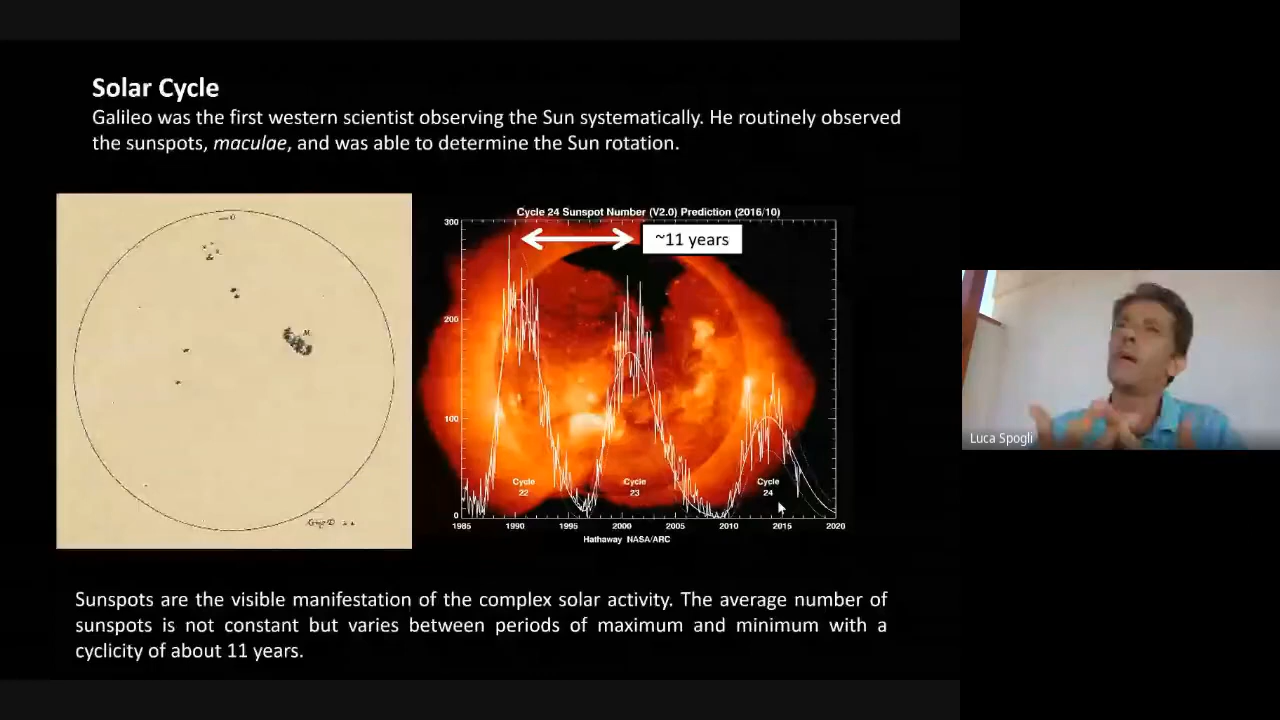 Solar Cycle
Galileo was the first western scientist observing the Sun systematically. He routinely observed
the sunspots, maculae, and was able to determine the Sun rotation.
Cycle 24 Sunspot Number (V2.0) Prediction (2016/10)
~11 years
300
200
100
0
Cycle
22
Cycle
23
Cycle
24
1985 1990 1995 2000 2005 2010 2015 2020
Hathaway NASA/ARC
Luca Spogli
Sunspots are the visible manifestation of the complex solar activity. The average number of
sunspots is not constant but varies between periods of maximum and minimum with a
cyclicity of about 11 years.